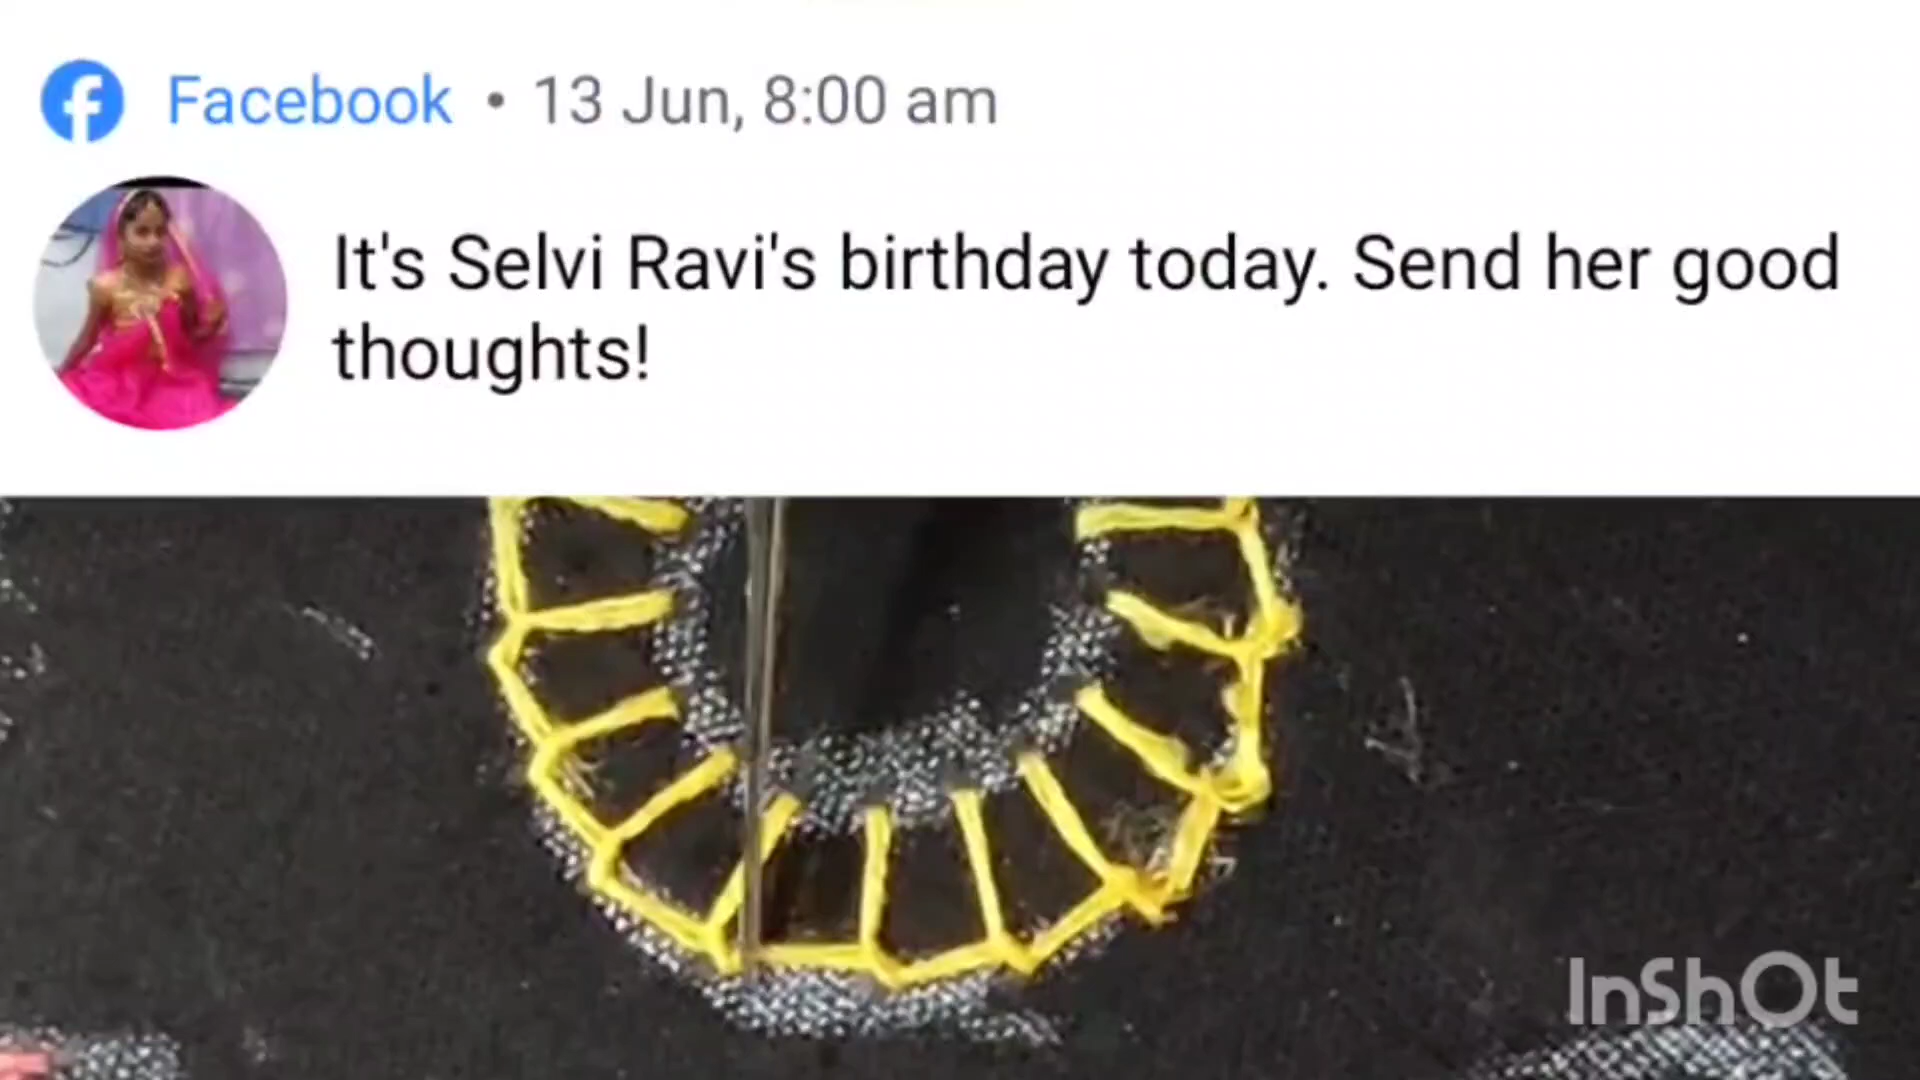 Facebook • 13 Jun, 8:00 am
It's Selvi Ravi's birthday today. Send her good
thoughts!
InShOt